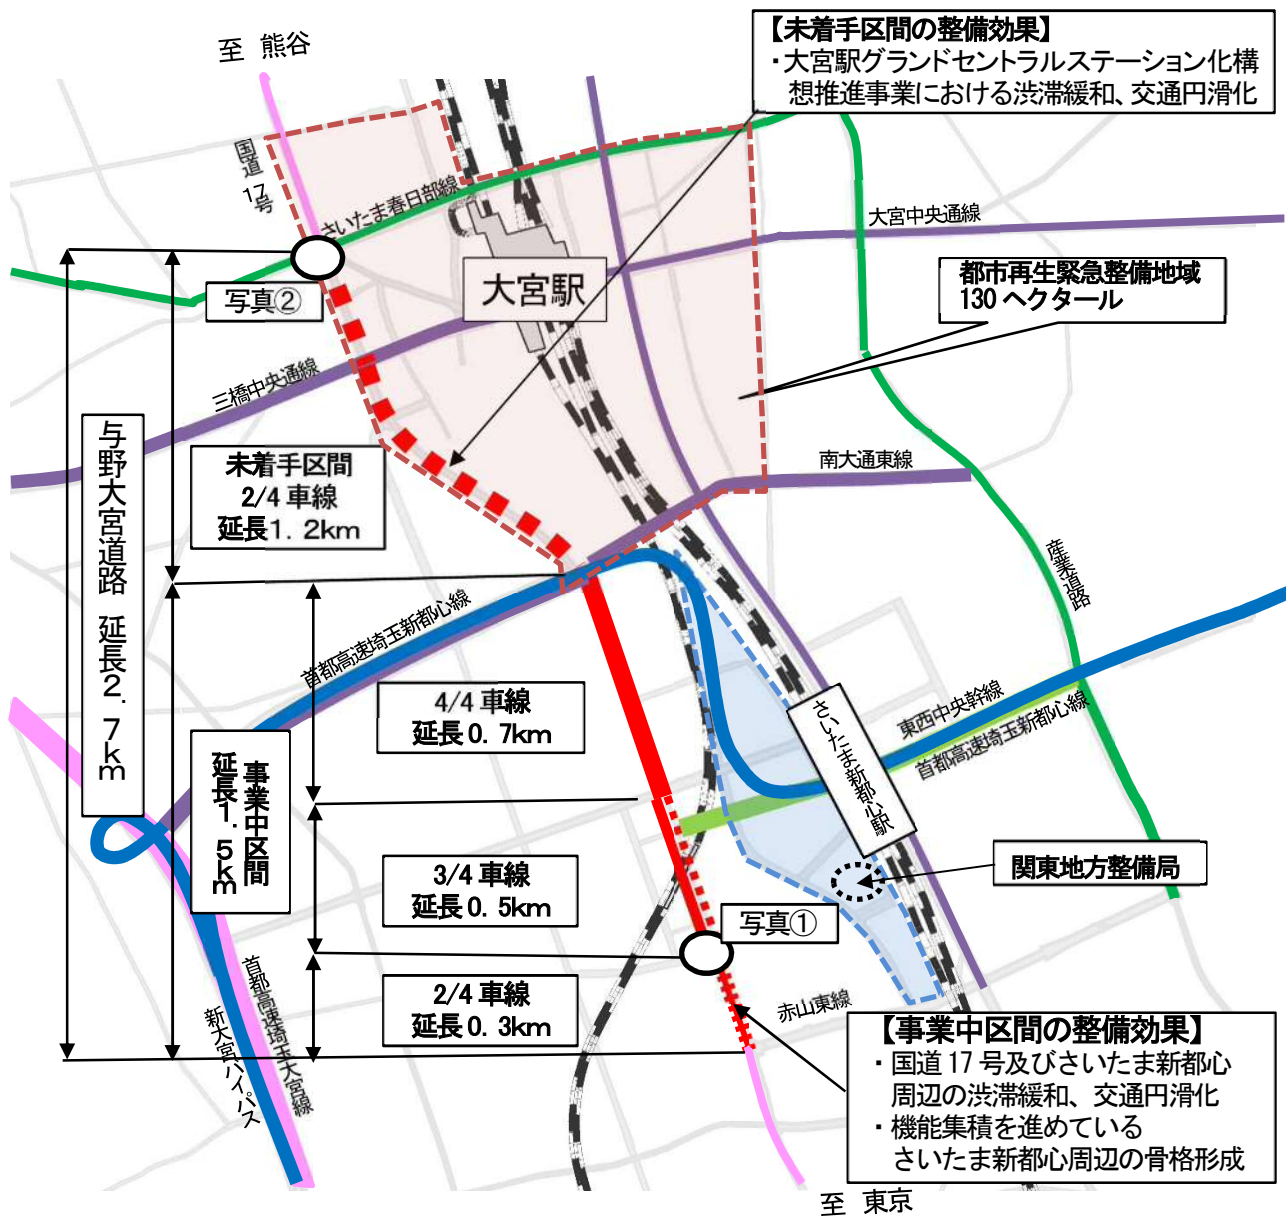 至 熊谷
【未着手区間の整備効果】
・大宮駅グランドセントラルステーション化構
想推進事業における渋滞緩和、交通円滑化
国道17号
さいたま春日部線
大宮中央通線
都市再生緊急整備地域
130 ヘクタール
写真②
大宮駅
三橋中央通線
与野大宮道路 延長2．7km
未着手区間
2/4 車線
延長1．2km
南大通東線
産業道路
首都高速埼玉新都心線
4/4 車線
延長 0．7km
さいたま新都心駅
東西中央幹線
首都高速埼玉新都心線
事業中区間
延長1．5km
3/4 車線
延長 0．5km
関東地方整備局
写真①
2/4 車線
延長 0．3km
赤山東線
首都高速埼玉大宮線
新大宮バイパス
【事業中区間の整備効果】
・国道 17 号及びさいたま新都心
周辺の渋滞緩和、交通円滑化
・機能集積を進めている
さいたま新都心周辺の骨格形成
至 東京